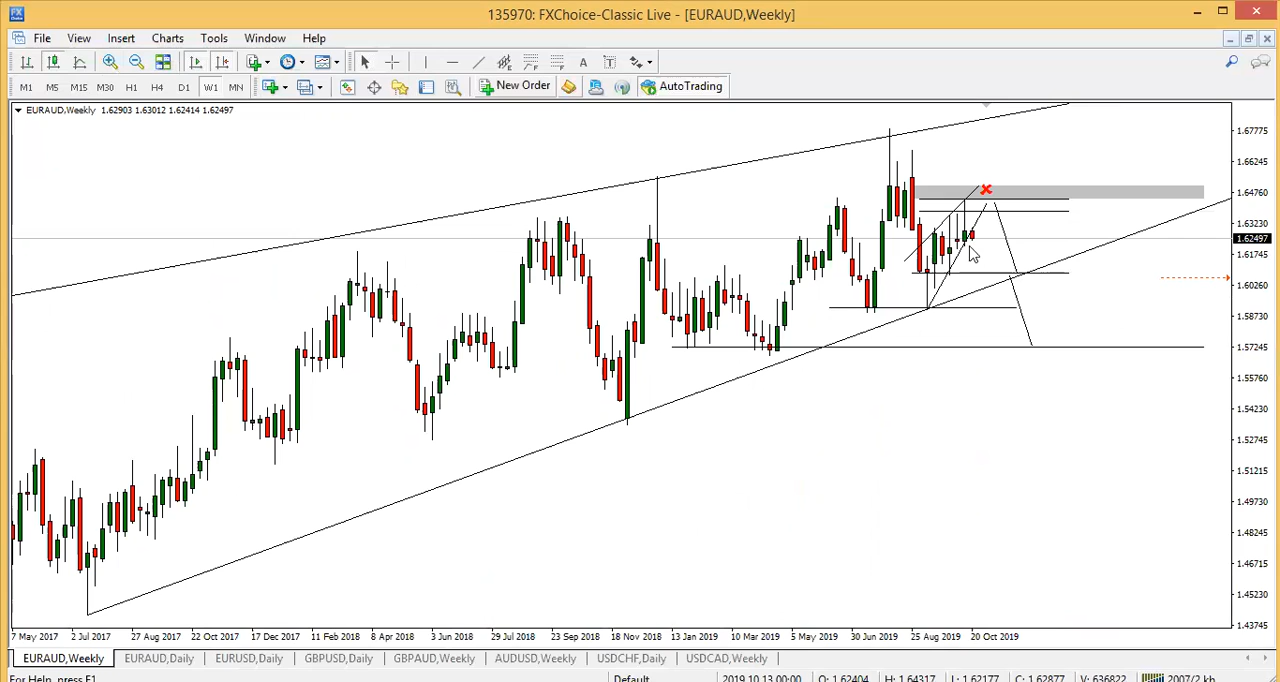 135970: FXChoice-Classic Live - [EURAUD,Weekly]
File View Insert Charts Tools Window Help
A T
M1 M5 M15 M30 H1 H4 D1 W1 MN New Order AutoTrading
EURAUD,Weekly 1.62903 1.63012 1.62414 1.62497
1.67775
1.67245
1.64760
1.63230
1.62497
1.61745
1.60260
1.58730
1.57245
1.55760
1.54230
1.52745
1.51215
1.49730
1.48245
1.46715
1.45230
1.43745
7 May 2017 2 Jul 2017 27 Aug 2017 22 Oct 2017 17 Dec 2017 11 Feb 2018 8 Apr 2018 3 Jun 2018 29 Jul 2018 23 Sep 2018 18 Nov 2018 13 Jan 2019 10 Mar 2019 5 May 2019 30 Jun 2019 25 Aug 2019 20 Oct 2019
EURAUD,Weekly EURAUD,Daily EURUSD,Daily GBPUSD,Daily GBPAUD,Weekly AUDUSD,Weekly USDCHF,Daily USDCAD,Weekly
For Help, press F1 Default 2019.10.13 00:00 O: 1.62404 H: 1.64317 L: 1.62177 C: 1.62877 V: 636822 2007/2 kb